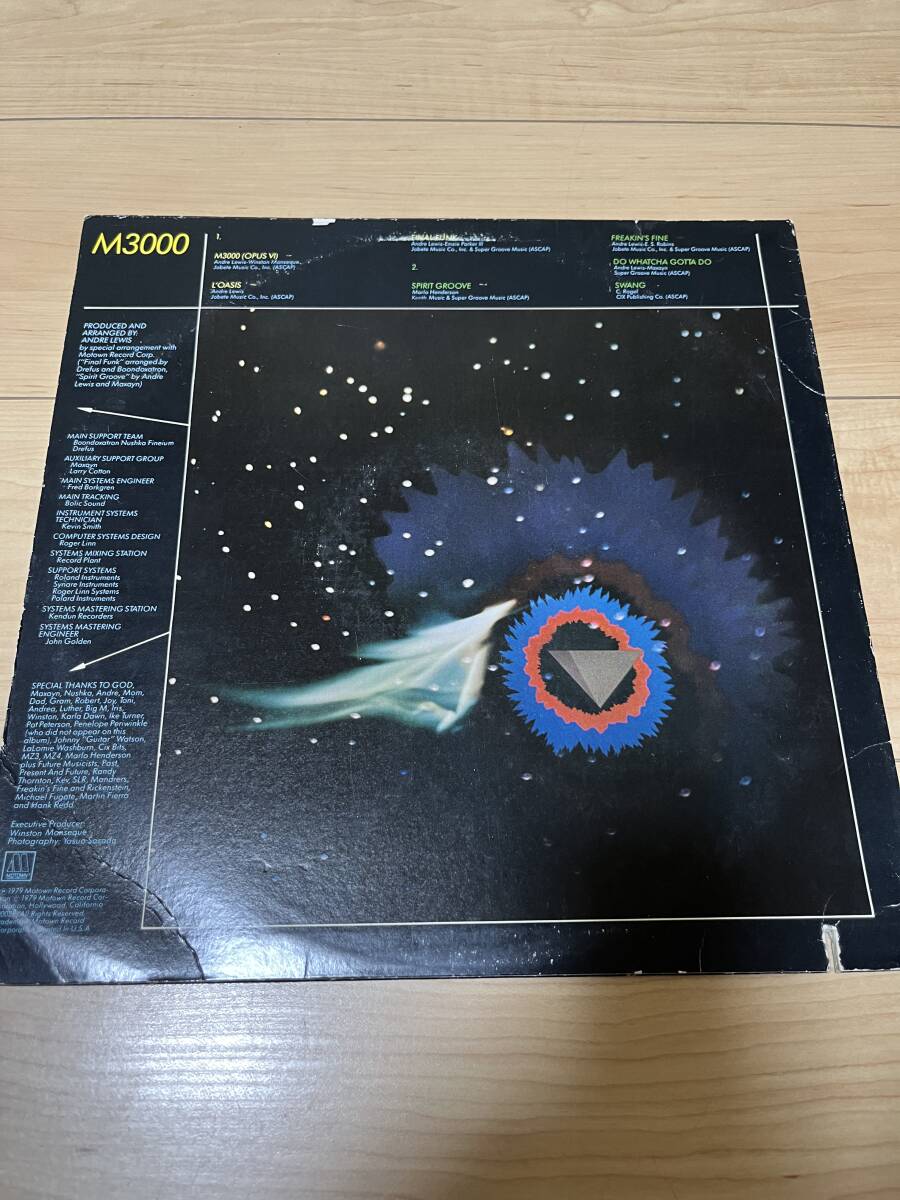 M3000
1.
M3000 (OPUS VI)
Andre Lewis-Winston Manseque
Jobete Music Co., Inc. (ASCAP)
L'OASIS
Andre Lewis
Jobete Music Co., Inc. (ASCAP)
FINAL FUNK
Andre Lewis-Emzie Parker III
Jobete Music Co., Inc. & Super Groove Music (ASCAP)
2.
SPIRIT GROOVE
Marlo Henderson
Music & Super Groove Music (ASCAP)
FREAKIN'S FINE
Andre Lewis-E. S. Robins
Jobete Music Co., Inc. & Super Groove Music (ASCAP)
DO WHATCHA GOTTA DO
Andre Lewis-Maxayn
Super Groove Music (ASCAP)
SWANG
C. Ragel
CIX Publishing Co. (ASCAP)
PRODUCED AND
ARRANGED BY:
ANDRE LEWIS
by special arrangement with
Motown Record Corp.
("Final Funk" arranged by
Drefus and Boondoxatron,
"Spirit Groove" by Andre
Lewis and Maxayn)
MAIN SUPPORT TEAM
Boondoxatron Nushka Fineium
Drefus
AUXILIARY SUPPORT GROUP
Maxayn
Larry Cotton
MAIN SYSTEMS ENGINEER
Fred Borkgren
MAIN TRACKING
Bolic Sound
INSTRUMENT SYSTEMS
TECHNICIAN
Kevin Smith
COMPUTER SYSTEMS DESIGN
Roger Linn
SYSTEMS MIXING STATION
Record Plant
SUPPORT SYSTEMS
Roland Instruments
Synare Instruments
Roger Linn Systems
Polard Instruments
SYSTEMS MASTERING STATION
Kendun Recorders
SYSTEMS MASTERING
ENGINEER
John Golden
SPECIAL THANKS TO GOD,
Maxayn, Nushka, Andre, Mom,
Dad, Gram, Robert, Joy, Toni,
Andrea, Luther, Big M, Iris,
Winston, Karla Dawn, Ike Turner,
Pat Peterson, Penelope Periwinkle
(who did not appear on this
album), Johnny "Guitar" Watson,
LaLomie Washburn, Cix Bits,
MZ3, MZ4, Marlo Henderson
plus Future Musicists, Past,
Present And Future, Randy
Thornton, Kev, SLR, Mandrers,
Freakin's Fine and Rickenstein,
Michael Fugate, Martin Fierro
and Hank Redd.
Executive Producer:
Winston Manseque
Photography: Yasuo
MOTOWN
1979 Motown Record Corpora-
© 1979 Motown Record Cor-
Hollywood, California
All Rights Reserved
Motown Record
in U.S.A.